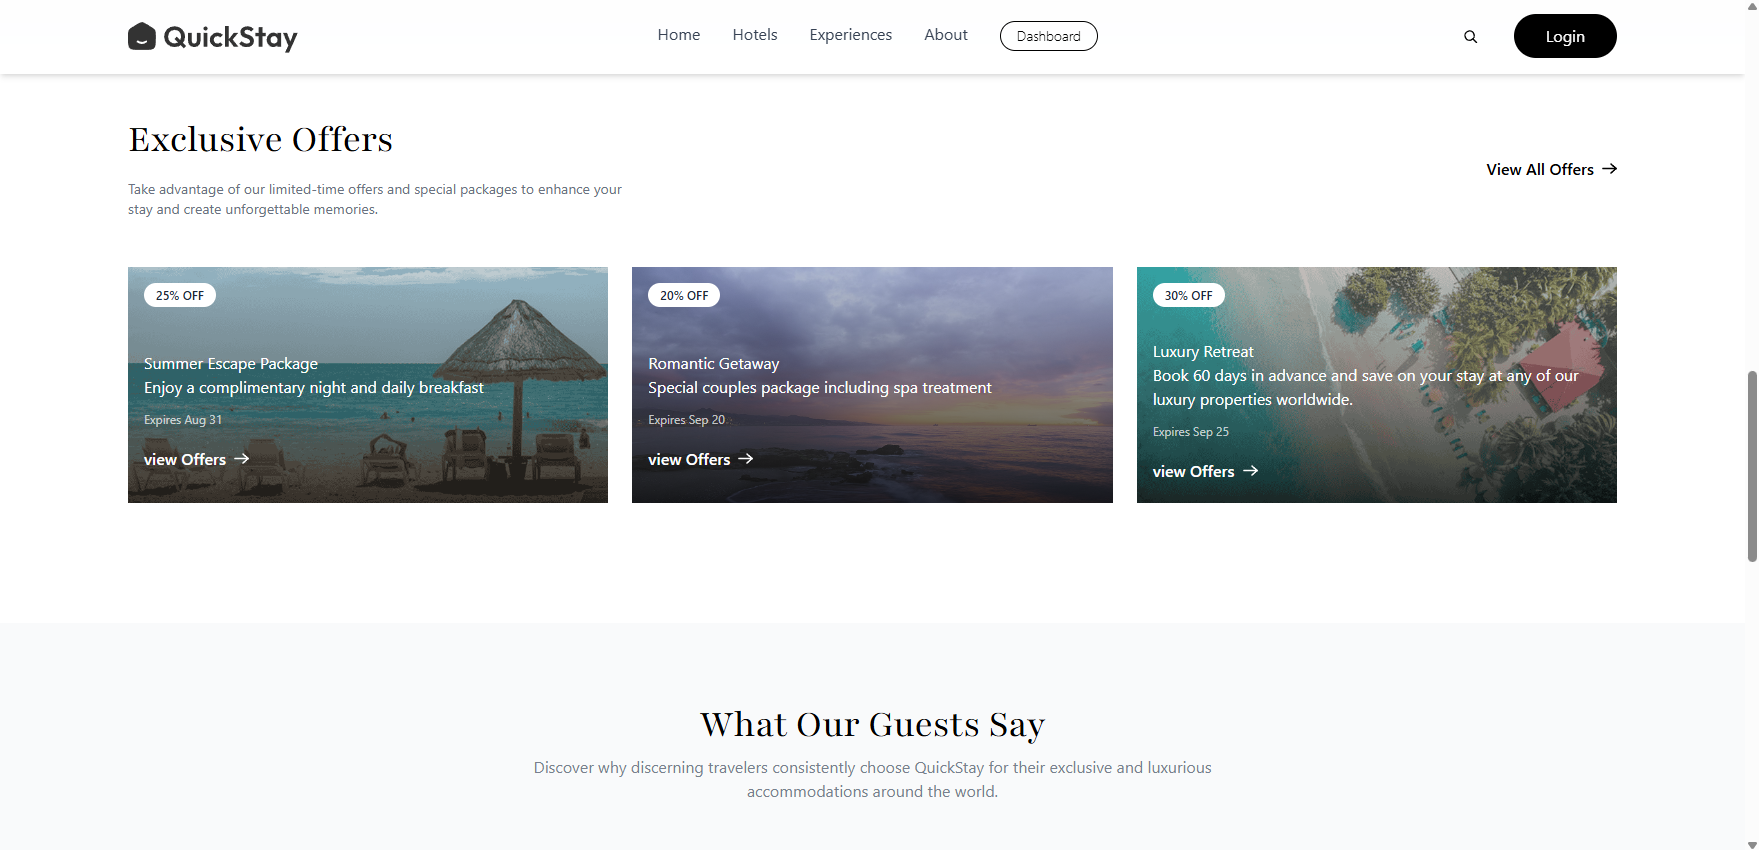 QuickStay
Home
Hotels
Experiences
About
Dashboard
Login
Exclusive Offers
Take advantage of our limited-time offers and special packages to enhance your
stay and create unforgettable memories.
View All Offers
25% OFF
Summer Escape Package
Enjoy a complimentary night and daily breakfast
Expires Aug 31
view Offers
20% OFF
Romantic Getaway
Special couples package including spa treatment
Expires Sep 20
view Offers
30% OFF
Luxury Retreat
Book 60 days in advance and save on your stay at any of our
luxury properties worldwide.
Expires Sep 25
view Offers
What Our Guests Say
Discover why discerning travelers consistently choose QuickStay for their exclusive and luxurious
accommodations around the world.